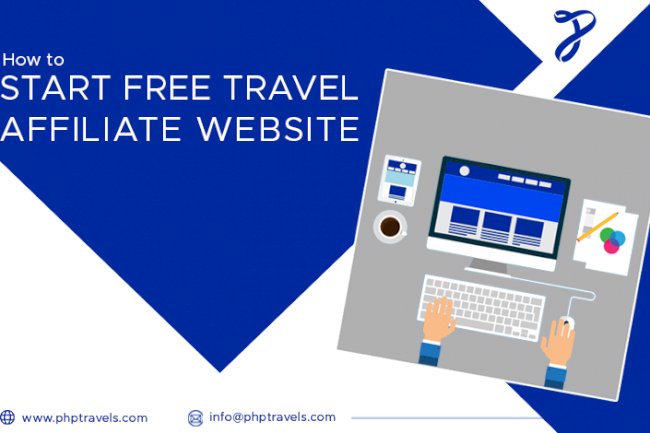 How to
START FREE TRAVEL
AFFILIATE WEBSITE
www.phptravels.com
info@phptravels.com